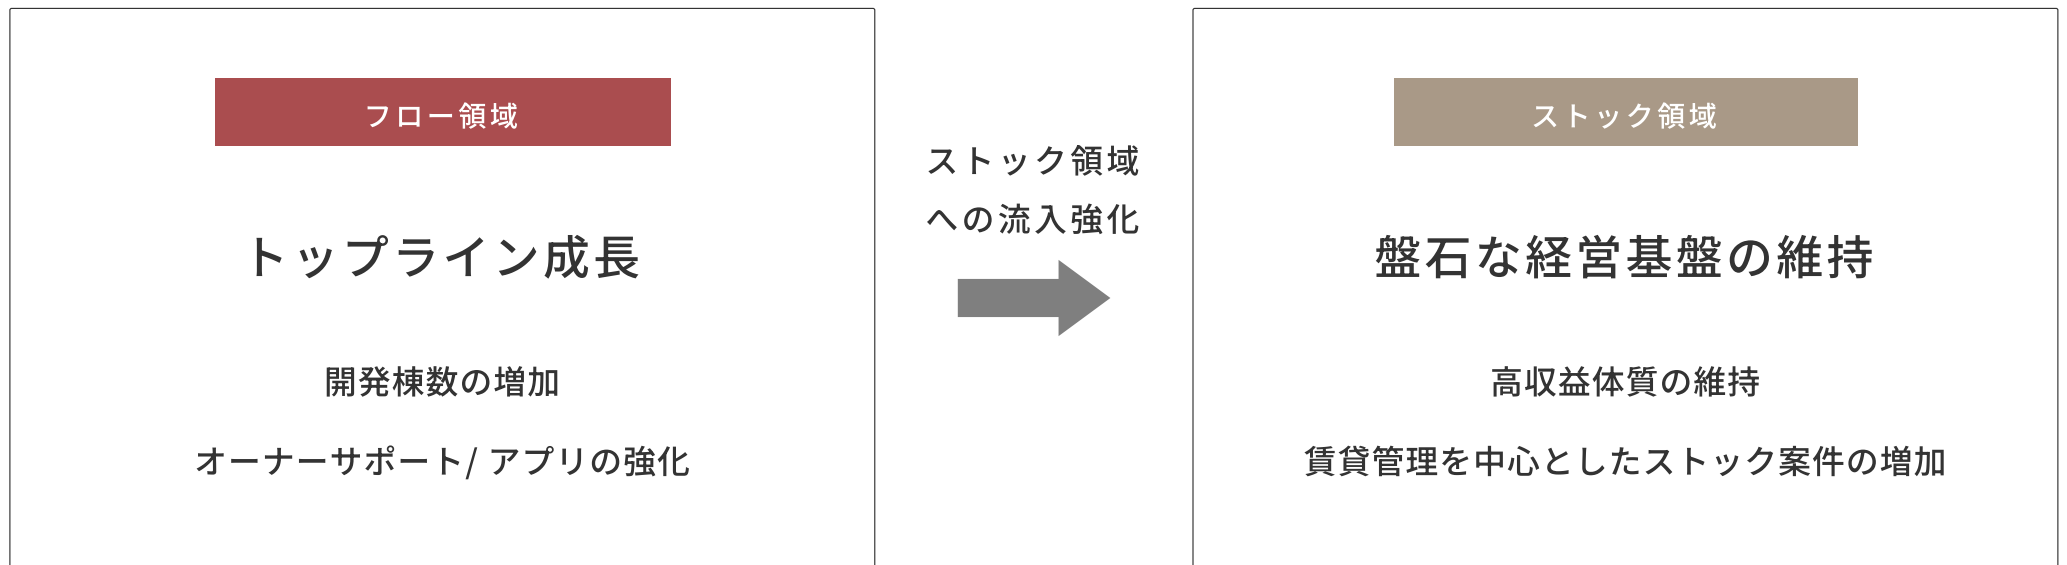 フロー領域
トップライン成長
開発棟数の増加
オーナーサポート/ アプリの強化
ストック領域
への流入強化
ストック領域
盤石な経営基盤の維持
高収益体質の維持
賃貸管理を中心としたストック案件の増加